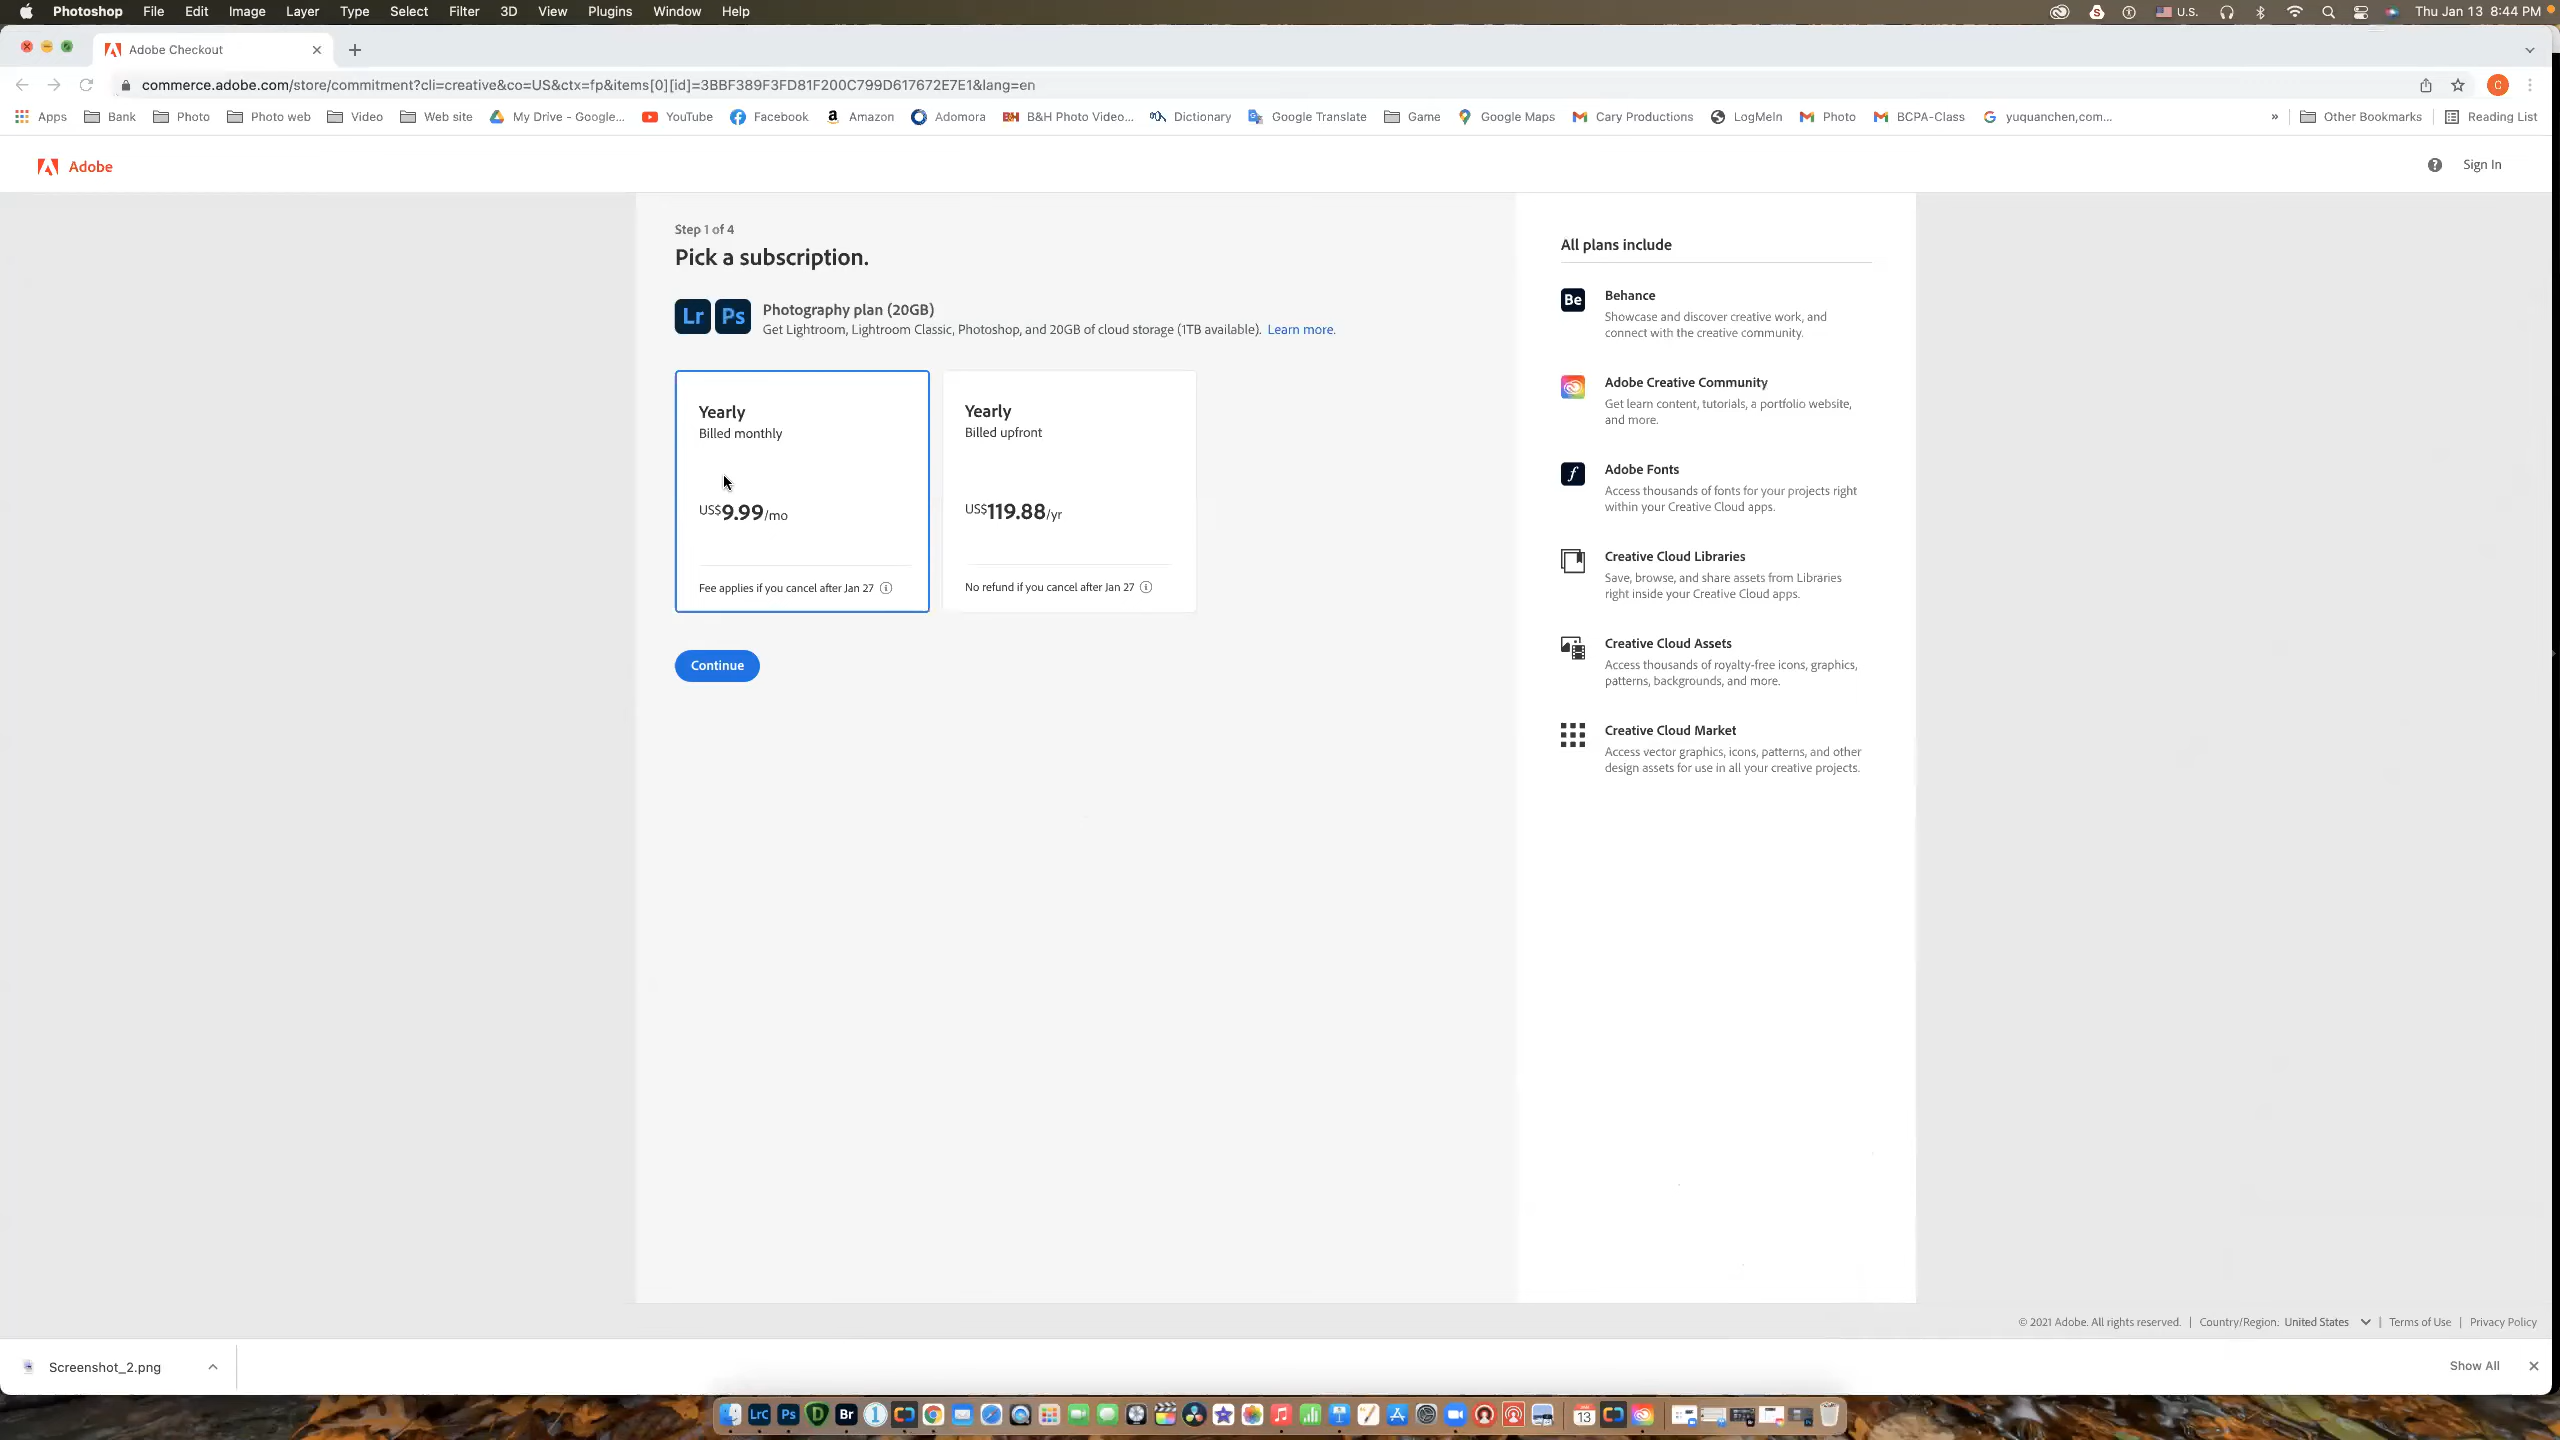 Photoshop File Edit Image Layer Type Select Filter 3D View Plugins Window Help
U.S. Thu Jan 13 8:44 PM
Adobe Checkout
commerce.adobe.com/store/commitment?cli=creative&co=US&ctx=fp&items[0][id]=3BBF389F3FD81F200C799D617672E7E1&lang=en
C
Apps Bank Photo Photo web Video Web site My Drive - Google... YouTube Facebook Amazon Adomora B&H Photo Video... Dictionary Google Translate Game Google Maps Cary Productions LogMeIn Photo BCPA-Class yuquanchen,com... » Other Bookmarks Reading List
Adobe
Sign In
Step 1 of 4
Pick a subscription.
Lr Ps
Photography plan (20GB)
Get Lightroom, Lightroom Classic, Photoshop, and 20GB of cloud storage (1TB available). Learn more.
Yearly
Billed monthly
US$9.99/mo
Fee applies if you cancel after Jan 27
Yearly
Billed upfront
US$119.88/yr
No refund if you cancel after Jan 27
Continue
All plans include
Be
Behance
Showcase and discover creative work, and
connect with the creative community.
Adobe Creative Community
Get learn content, tutorials, a portfolio website,
and more.
f
Adobe Fonts
Access thousands of fonts for your projects right
within your Creative Cloud apps.
Creative Cloud Libraries
Save, browse, and share assets from Libraries
right inside your Creative Cloud apps.
Creative Cloud Assets
Access thousands of royalty-free icons, graphics,
patterns, backgrounds, and more.
Creative Cloud Market
Access vector graphics, icons, patterns, and other
design assets for use in all your creative projects.
© 2021 Adobe. All rights reserved. | Country/Region: United States | Terms of Use | Privacy Policy
Screenshot_2.png
Show All
LrC Ps Br 1 13